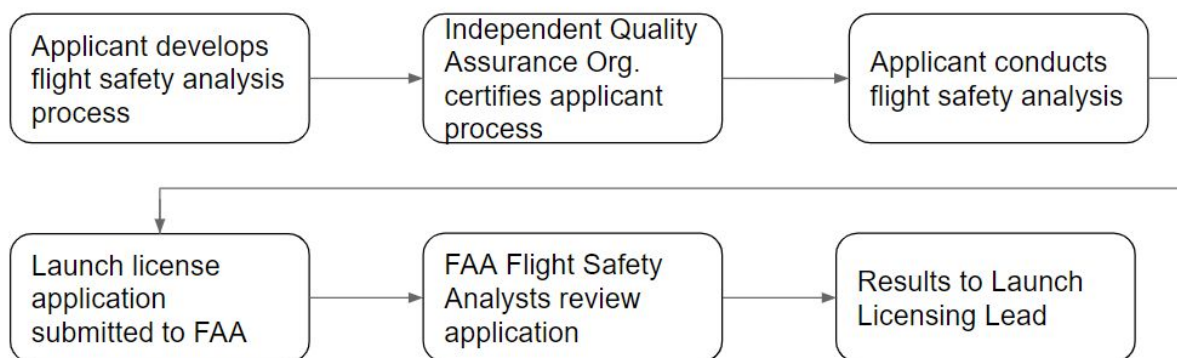 Applicant develops
flight safety analysis
process
Independent Quality
Assurance Org.
certifies applicant
process
Applicant conducts
flight safety analysis
Launch license
application
submitted to FAA
FAA Flight Safety
Analysts review
application
Results to Launch
Licensing Lead